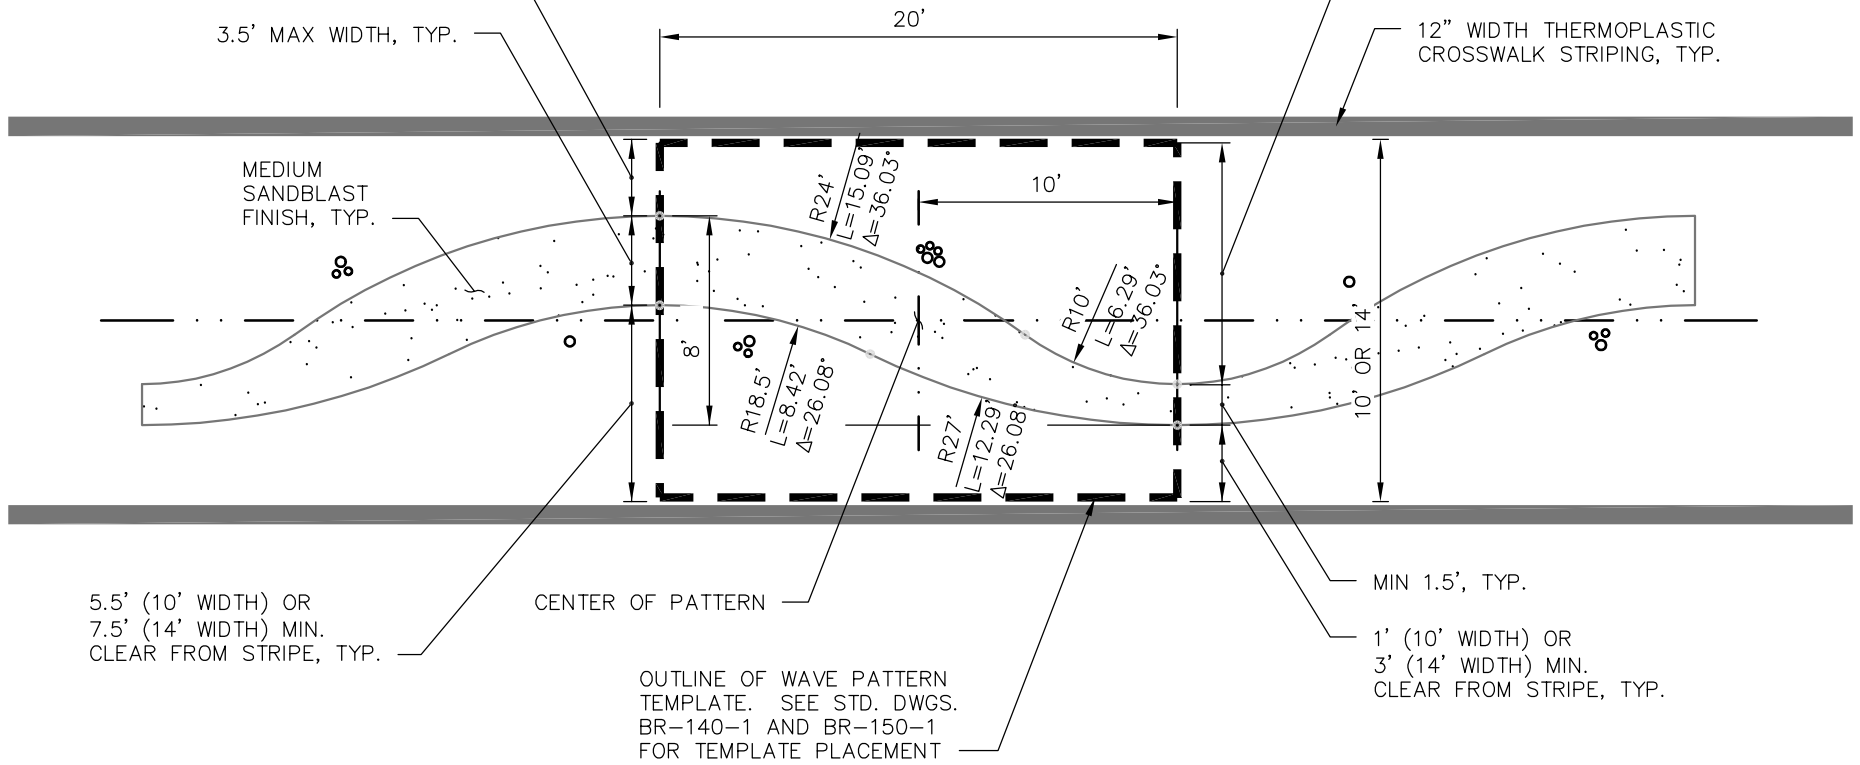 20'
3.5' MAX WIDTH, TYP.
12" WIDTH THERMOPLASTIC
CROSSWALK STRIPING, TYP.
MEDIUM
SANDBLAST
FINISH, TYP.
R24'
L=15.09'
Δ=36.03°
10'
R10'
L=6.29'
Δ=36.03°
8'
R18.5'
L=8.42'
Δ=26.08°
R27'
L=12.29'
Δ=26.08°
10' OR 14'
5.5' (10' WIDTH) OR
7.5' (14' WIDTH) MIN.
CLEAR FROM STRIPE, TYP.
CENTER OF PATTERN
MIN 1.5', TYP.
1' (10' WIDTH) OR
3' (14' WIDTH) MIN.
CLEAR FROM STRIPE, TYP.
OUTLINE OF WAVE PATTERN
TEMPLATE. SEE STD. DWGS.
BR-140-1 AND BR-150-1
FOR TEMPLATE PLACEMENT